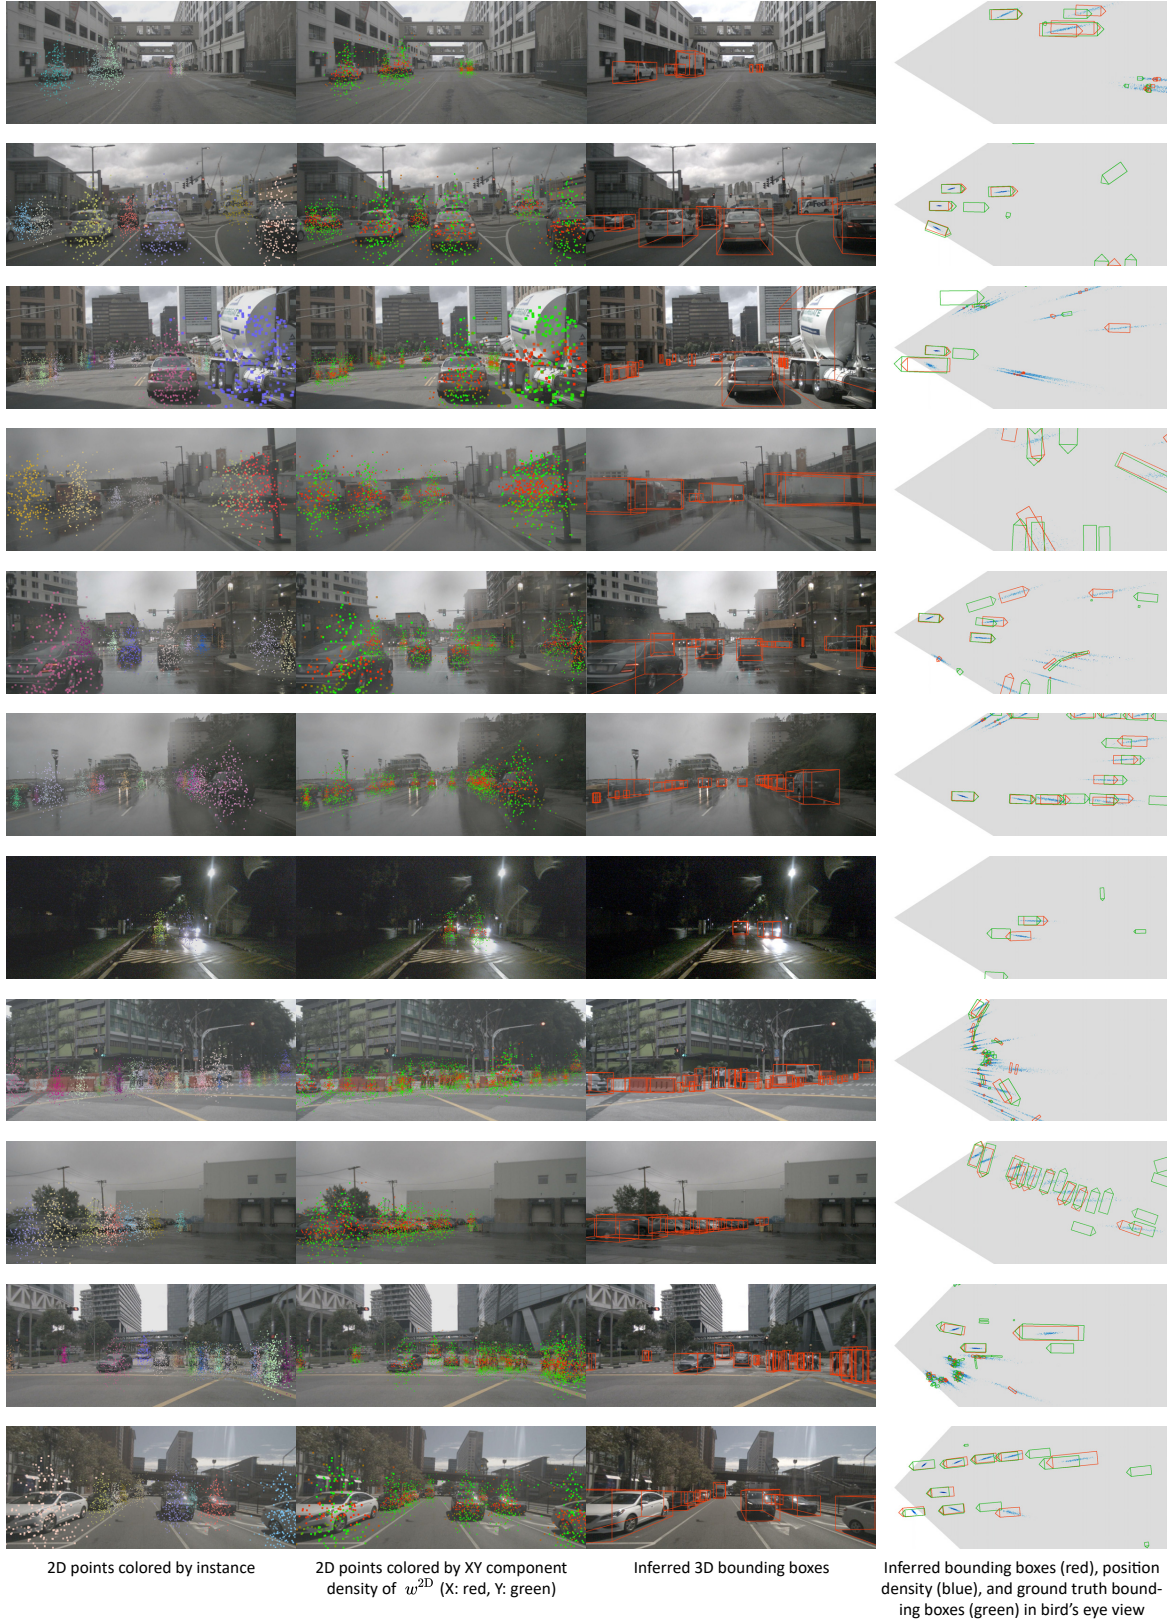 FedEx
2D points colored by instance
2D points colored by XY component
density of w^2D (X: red, Y: green)
Inferred 3D bounding boxes
Inferred bounding boxes (red), position
density (blue), and ground truth bound-
ing boxes (green) in bird's eye view